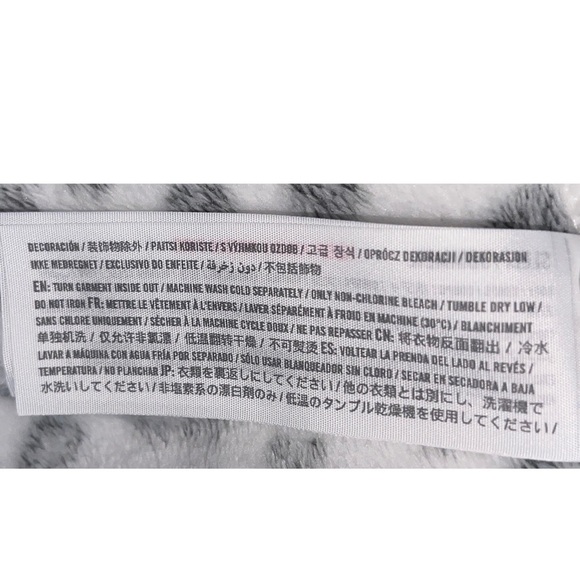 DECORACIÓN / 装饰物除外 / PAITSI KORISTE / S VÝJIMKOU OZDOB / 고급 장식 / OPRÓCZ DEKORACJI / DEKORASJON
IKKE MEDREGNET / EXCLUSIVO DO ENFEITE / دون زخرفة / 不包括飾物
EN: TURN GARMENT INSIDE OUT / MACHINE WASH COLD SEPARATELY / ONLY NON-CHLORINE BLEACH / TUMBLE DRY LOW /
DO NOT IRON FR: METTRE LE VÊTEMENT À L'ENVERS / LAVER SÉPARÉMENT À FROID EN MACHINE (30°C) / BLANCHIMENT
SANS CHLORE UNIQUEMENT / SÉCHER À LA MACHINE CYCLE DOUX / NE PAS REPASSER CN: 将衣物反面翻出 / 冷水
单独机洗 / 仅允许非氯漂 / 低温翻转干燥 / 不可熨烫 ES: VOLTEAR LA PRENDA DEL LADO AL REVÉS /
LAVAR A MÁQUINA CON AGUA FRÍA POR SEPARADO / SÓLO USAR BLANQUEADOR SIN CLORO / SECAR EN SECADORA A BAJA
TEMPERATURA / NO PLANCHAR JP: 衣類を裏返しにしてください / 他の衣類とは別にし、洗濯機で
水洗いしてください / 非塩素系の漂白剤のみ / 低温のタンブル乾燥機を使用してください /